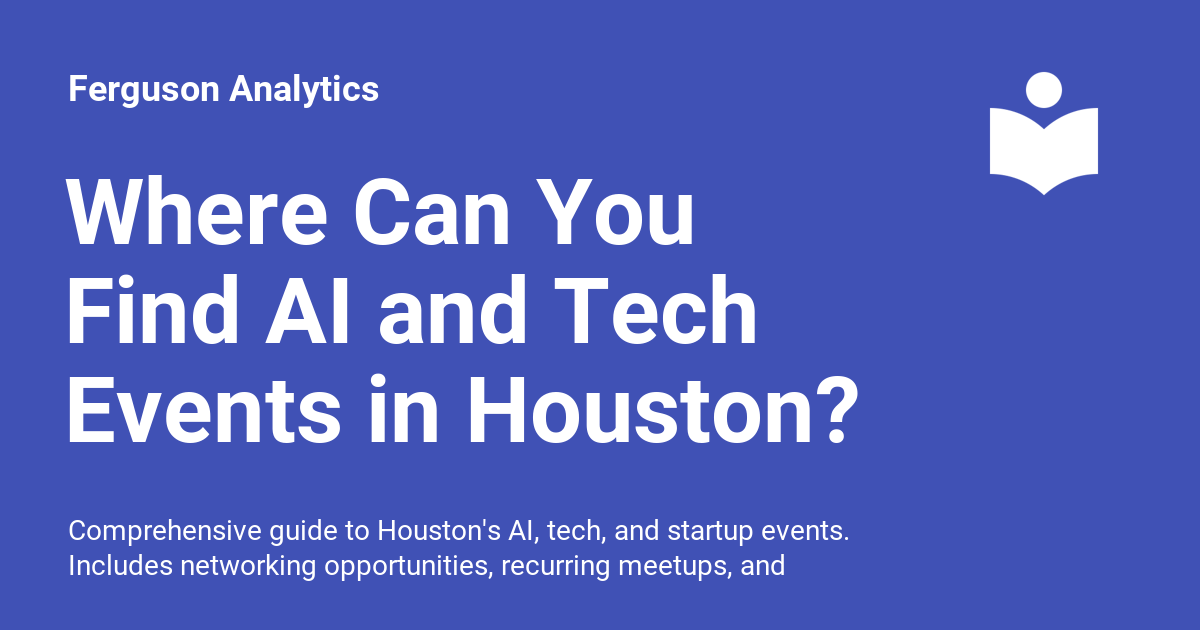 Ferguson Analytics
Where Can You
Find AI and Tech
Events in Houston?
Comprehensive guide to Houston's AI, tech, and startup events.
Includes networking opportunities, recurring meetups, and